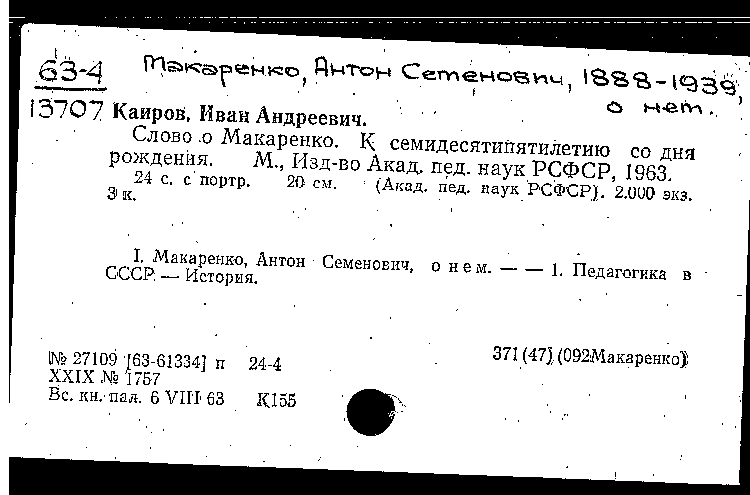 63-4
13707
Макаренко, Антон Семенович, 1888-1939,
о нем.
Каиров, Иван Андреевич.
Слово о Макаренко. К семидесятипятилетию со дня
рождения. М., Изд-во Акад. пед. наук РСФСР, 1963.
24 с. с портр. 20 см. (Акад. пед. наук РСФСР). 2.000 экз.
3 к.
I. Макаренко, Антон Семенович, о нем. — — 1. Педагогика в
СССР — История.
№ 27109 [63-61334] п 24-4
371(47) (092Макаренко)
XXIX № 1757
Вс. кн. пал. 6 VIII 63 К155